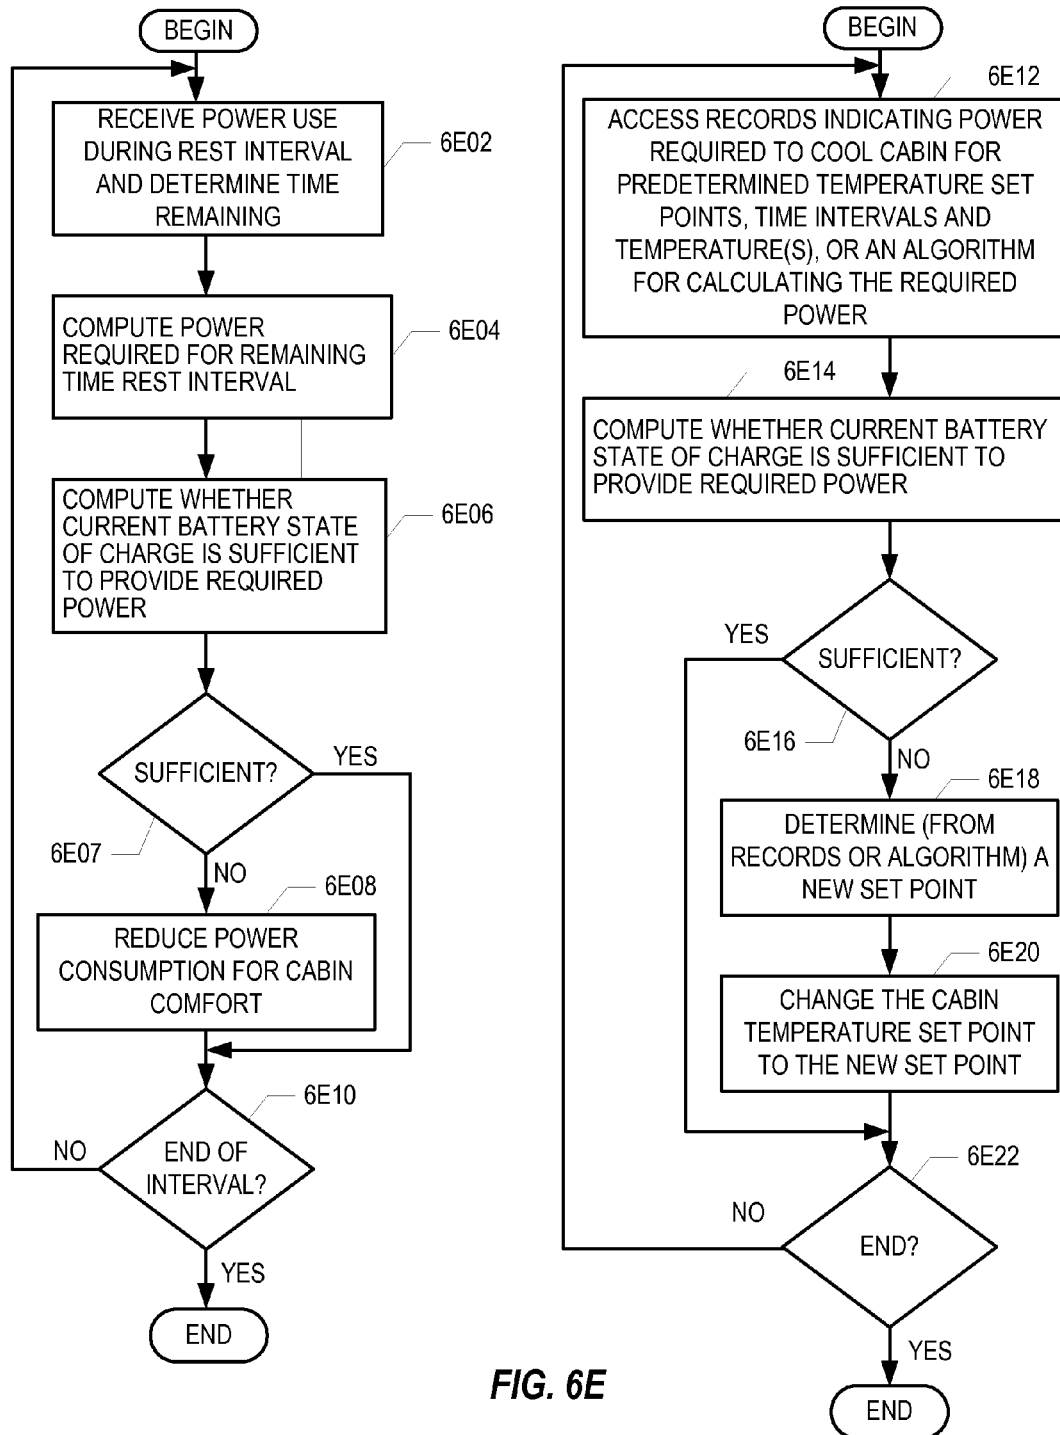 BEGIN
RECEIVE POWER USE
DURING REST INTERVAL
AND DETERMINE TIME
REMAINING
6E02
COMPUTE POWER
REQUIRED FOR REMAINING
TIME REST INTERVAL
6E04
COMPUTE WHETHER
CURRENT BATTERY STATE
OF CHARGE IS SUFFICIENT
TO PROVIDE REQUIRED
POWER
6E06
SUFFICIENT?
YES
6E07
NO
6E08
REDUCE POWER
CONSUMPTION FOR CABIN
COMFORT
6E10
NO
END OF
INTERVAL?
YES
END
BEGIN
6E12
ACCESS RECORDS INDICATING POWER
REQUIRED TO COOL CABIN FOR
PREDETERMINED TEMPERATURE SET
POINTS, TIME INTERVALS AND
TEMPERATURE(S), OR AN ALGORITHM
FOR CALCULATING THE REQUIRED
POWER
6E14
COMPUTE WHETHER CURRENT BATTERY
STATE OF CHARGE IS SUFFICIENT TO
PROVIDE REQUIRED POWER
YES
SUFFICIENT?
6E16
NO
6E18
DETERMINE (FROM
RECORDS OR ALGORITHM) A
NEW SET POINT
6E20
CHANGE THE CABIN
TEMPERATURE SET POINT
TO THE NEW SET POINT
6E22
NO
END?
YES
END
FIG. 6E